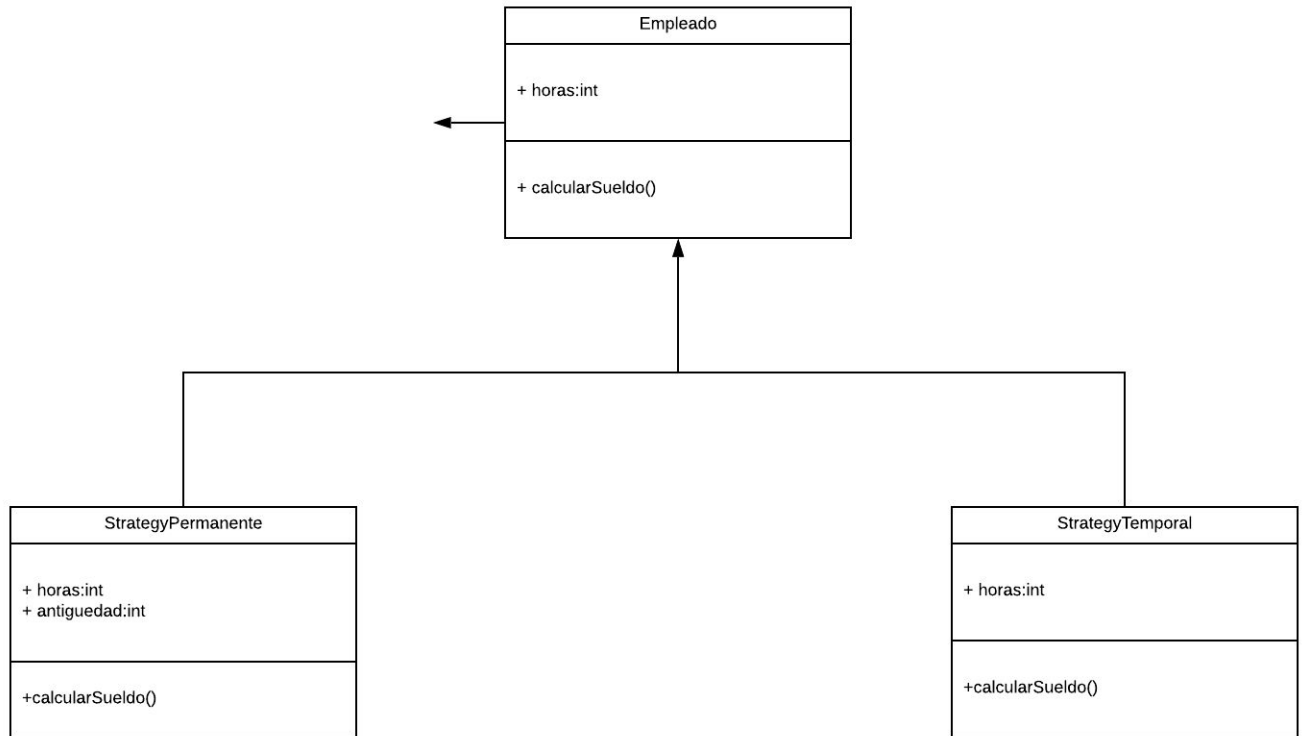 Empleado
+ horas:int
+ calcularSueldo()
StrategyPermanente
+ horas:int
+ antiguedad:int
+calcularSueldo()
StrategyTemporal
+ horas:int
+calcularSueldo()